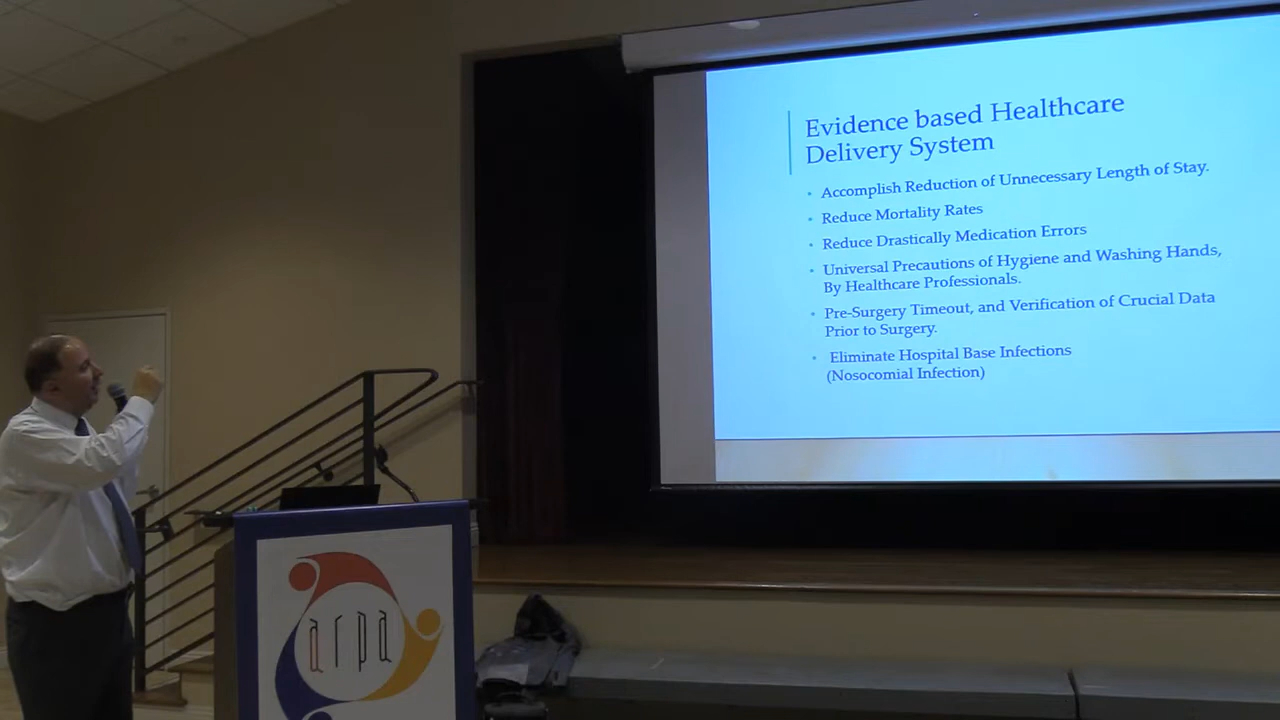 Evidence based Healthcare
Delivery System
• Accomplish Reduction of Unnecessary Length of Stay.
• Reduce Mortality Rates
• Reduce Drastically Medication Errors
• Universal Precautions of Hygiene and Washing Hands,
By Healthcare Professionals.
• Pre-Surgery Timeout, and Verification of Crucial Data
Prior to Surgery.
• Eliminate Hospital Base Infections
(Nosocomial Infection)
arpa